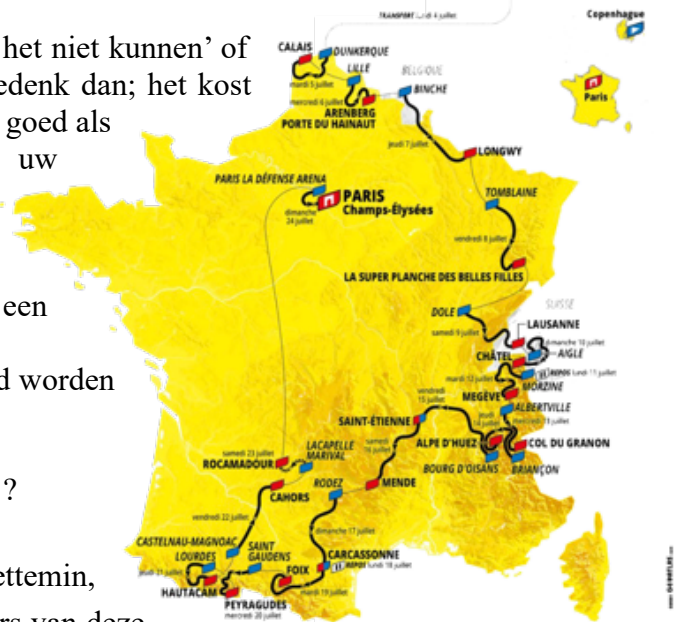 TRANSPORT lundi 4 juillet
Copenhague
Paris
het niet kunnen’ of
edenk dan; het kost
goed als
uw
een
d worden
?
ettemin,
rs van deze
CALAIS
DUNKERQUE
mardi 5 juillet
LILLE
BELGIQUE
mercredi 6 juillet
BINCHE
ARENBERG
PORTE DU HAINAUT
jeudi 7 juillet
LONGWY
PARIS LA DÉFENSE ARENA
PARIS
Champs-Élysées
dimanche
24 juillet
TOMBLAINE
vendredi 8 juillet
LA SUPER PLANCHE DES BELLES FILLES
DOLE
SUISSE
samedi 9 juillet
LAUSANNE
dimanche 10 juillet
CHÂTEL
AIGLE
REPOS lundi 11 juillet
mardi 12 juillet
MORZINE
MEGÈVE
vendredi
15 juillet
ALBERTVILLE
jeudi
14 juillet
mercredi 13 juillet
SAINT-ÉTIENNE
ALPE D'HUEZ
COL DU GRANON
BOURG D'OISANS
BRIANÇON
samedi
16 juillet
samedi 23 juillet
LACAPELLE
MARIVAL
ROCAMADOUR
RODEZ
MENDE
CAHORS
vendredi 22 juillet
dimanche 17 juillet
CASTELNAU-MAGNOAC
LOURDES
SAINT
GAUDENS
CARCASSONNE
REPOS lundi 18 juillet
jeudi 21 juillet
FOIX
HAUTACAM
mardi 19 juillet
PEYRAGUDES
mercredi 20 juillet